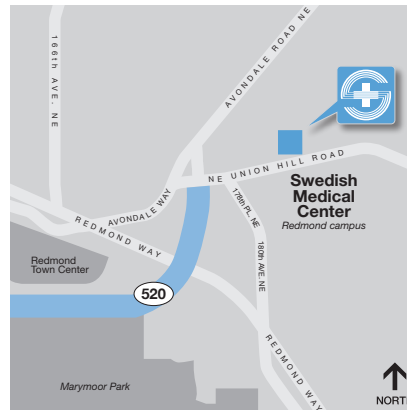 166th AVE. NE
AVONDALE ROAD NE
NE UNION HILL ROAD
Swedish
Medical
Center
Redmond campus
AVONDALE WAY
178th PL. NE
REDMOND WAY
180th AVE. NE
Redmond
Town Center
520
REDMOND WAY
Marymoor Park
NORTH